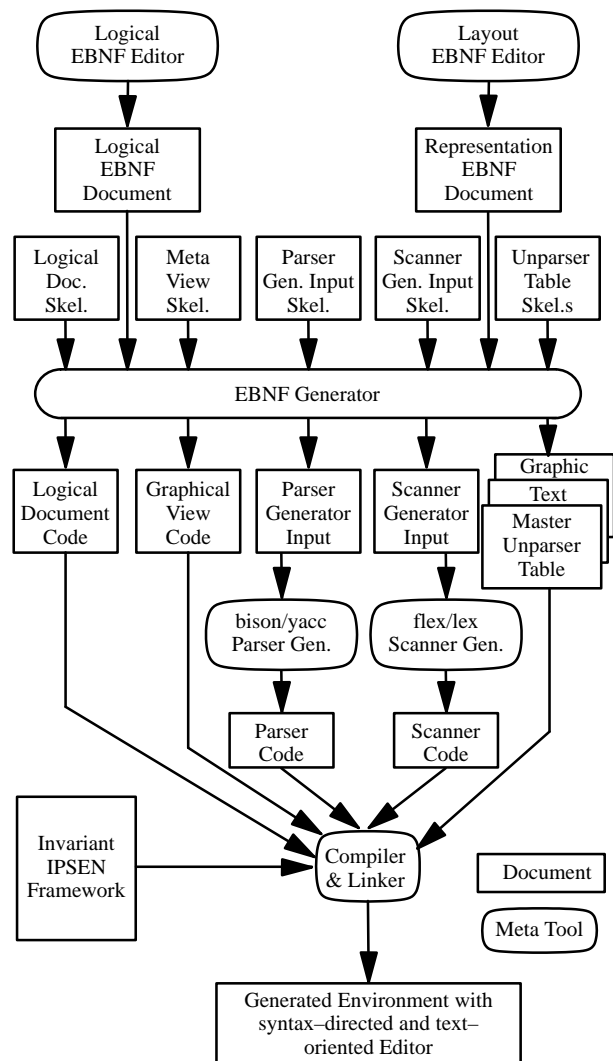 Logical
EBNF Editor
Layout
EBNF Editor
Logical
EBNF
Document
Representation
EBNF
Document
Logical
Doc.
Skel.
Meta
View
Skel.
Parser
Gen. Input
Skel.
Scanner
Gen. Input
Skel.
Unparser
Table
Skel.s
EBNF Generator
Logical
Document
Code
Graphical
View
Code
Parser
Generator
Input
Scanner
Generator
Input
Graphic
Text
Master
Unparser
Table
bison/yacc
Parser Gen.
flex/lex
Scanner Gen.
Parser
Code
Scanner
Code
Invariant
IPSEN
Framework
Compiler
& Linker
Document
Meta Tool
Generated Environment with
syntax–directed and text–
oriented Editor